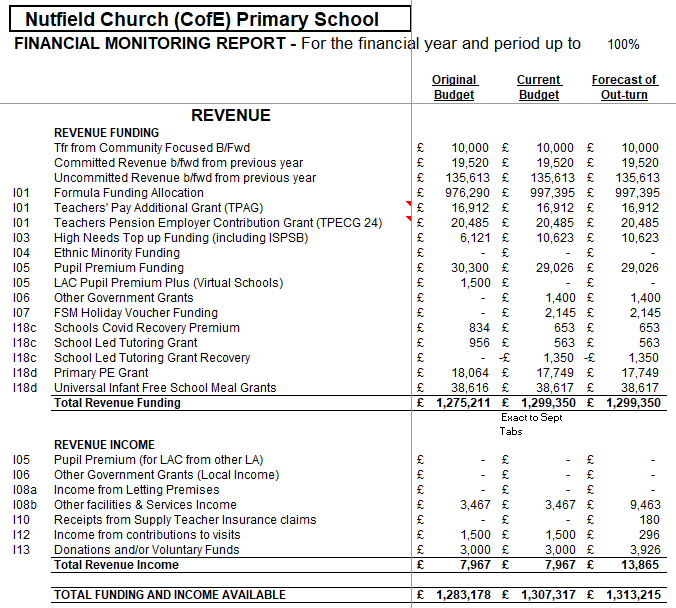 Nutfield Church (CofE) Primary School
FINANCIAL MONITORING REPORT - For the financial year and period up to 100%
Original Current Forecast of
Budget Budget Out-turn
REVENUE
REVENUE FUNDING
Tfr from Community Focused B/Fwd £ 10,000 £ 10,000 £ 10,000
Committed Revenue b/fwd from previous year £ 19,520 £ 19,520 £ 19,520
Uncommitted Revenue b/fwd from previous year £ 135,613 £ 135,613 £ 135,613
I01 Formula Funding Allocation £ 976,290 £ 997,395 £ 997,395
I01 Teachers' Pay Additional Grant (TPAG) £ 16,912 £ 16,912 £ 16,912
I01 Teachers Pension Employer Contribution Grant (TPECG 24) £ 20,485 £ 20,485 £ 20,485
I03 High Needs Top up Funding (including ISPSB) £ 6,121 £ 10,623 £ 10,623
I04 Ethnic Minority Funding £ - £ - £ -
I05 Pupil Premium Funding £ 30,300 £ 29,026 £ 29,026
I05 LAC Pupil Premium Plus (Virtual Schools) £ 1,500 £ - £ -
I06 Other Government Grants £ - £ 1,400 £ 1,400
I07 FSM Holiday Voucher Funding £ - £ 2,145 £ 2,145
I18c Schools Covid Recovery Premium £ 834 £ 653 £ 653
I18c School Led Tutoring Grant £ 956 £ 563 £ 563
I18c School Led Tutoring Grant Recovery £ - -£ 1,350 -£ 1,350
I18d Primary PE Grant £ 18,064 £ 17,749 £ 17,749
I18d Universal Infant Free School Meal Grants £ 38,616 £ 38,617 £ 38,617
Total Revenue Funding £ 1,275,211 £ 1,299,350 £ 1,299,350
Exact to Sept
Tabs
REVENUE INCOME
I05 Pupil Premium (for LAC from other LA) £ - £ - £ -
I06 Other Government Grants (Local Income) £ - £ - £ -
I08a Income from Letting Premises £ - £ - £ -
I08b Other facilities & Services Income £ 3,467 £ 3,467 £ 9,463
I10 Receipts from Supply Teacher Insurance claims £ - £ - £ 180
I12 Income from contributions to visits £ 1,500 £ 1,500 £ 296
I13 Donations and/or Voluntary Funds £ 3,000 £ 3,000 £ 3,926
Total Revenue Income £ 7,967 £ 7,967 £ 13,865
TOTAL FUNDING AND INCOME AVAILABLE £ 1,283,178 £ 1,307,317 £ 1,313,215